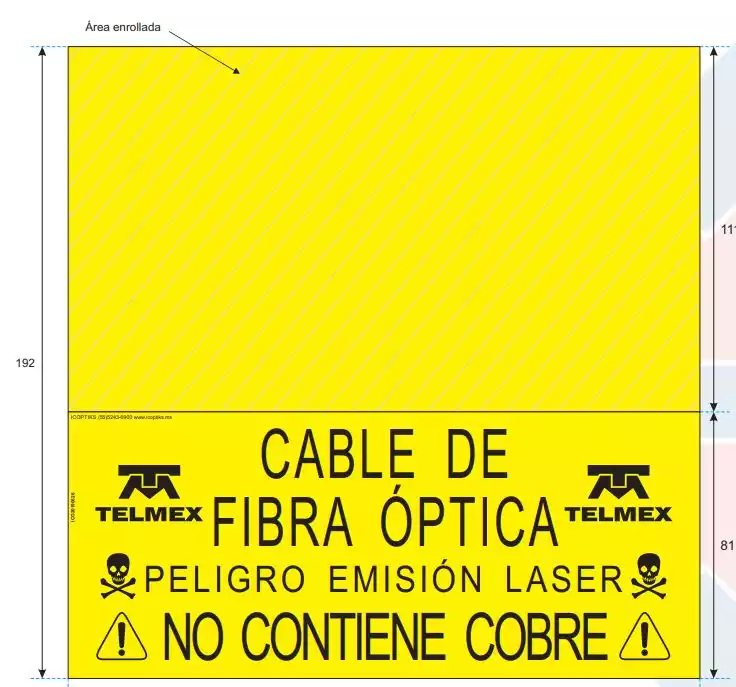 Área enrollada
111
192
ICOPTIKS (55)5243-6900 www.icoptiks.mx
CABLE DE
TELMEX FIBRA ÓPTICA TELMEX
PELIGRO EMISIÓN LASER
81
NO CONTIENE COBRE